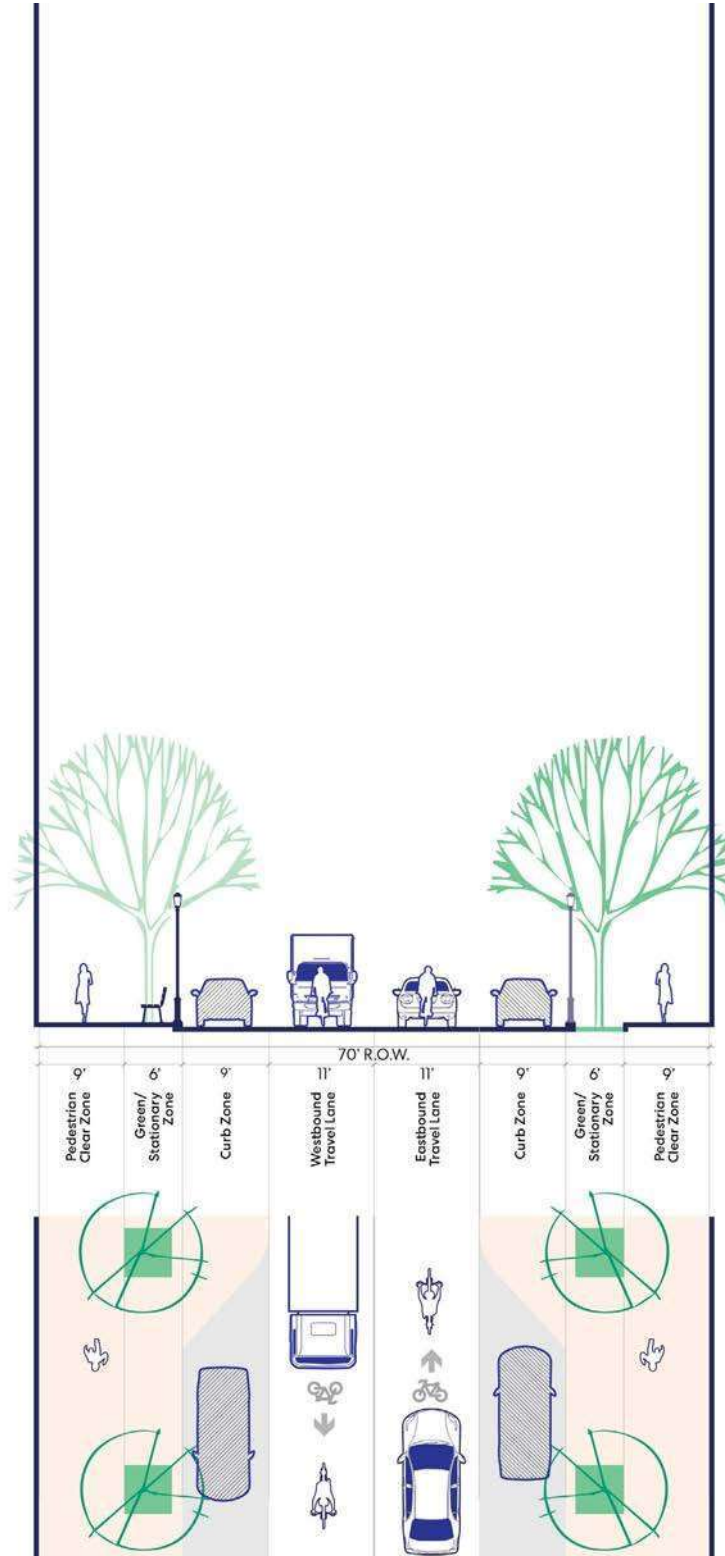 70' R.O.W.
9'
6'
9'
11'
11'
9'
6'
9'
Pedestrian
Clear Zone
Green/
Stationary
Zone
Curb Zone
Westbound
Travel Lane
Eastbound
Travel Lane
Curb Zone
Green/
Stationary
Zone
Pedestrian
Clear Zone